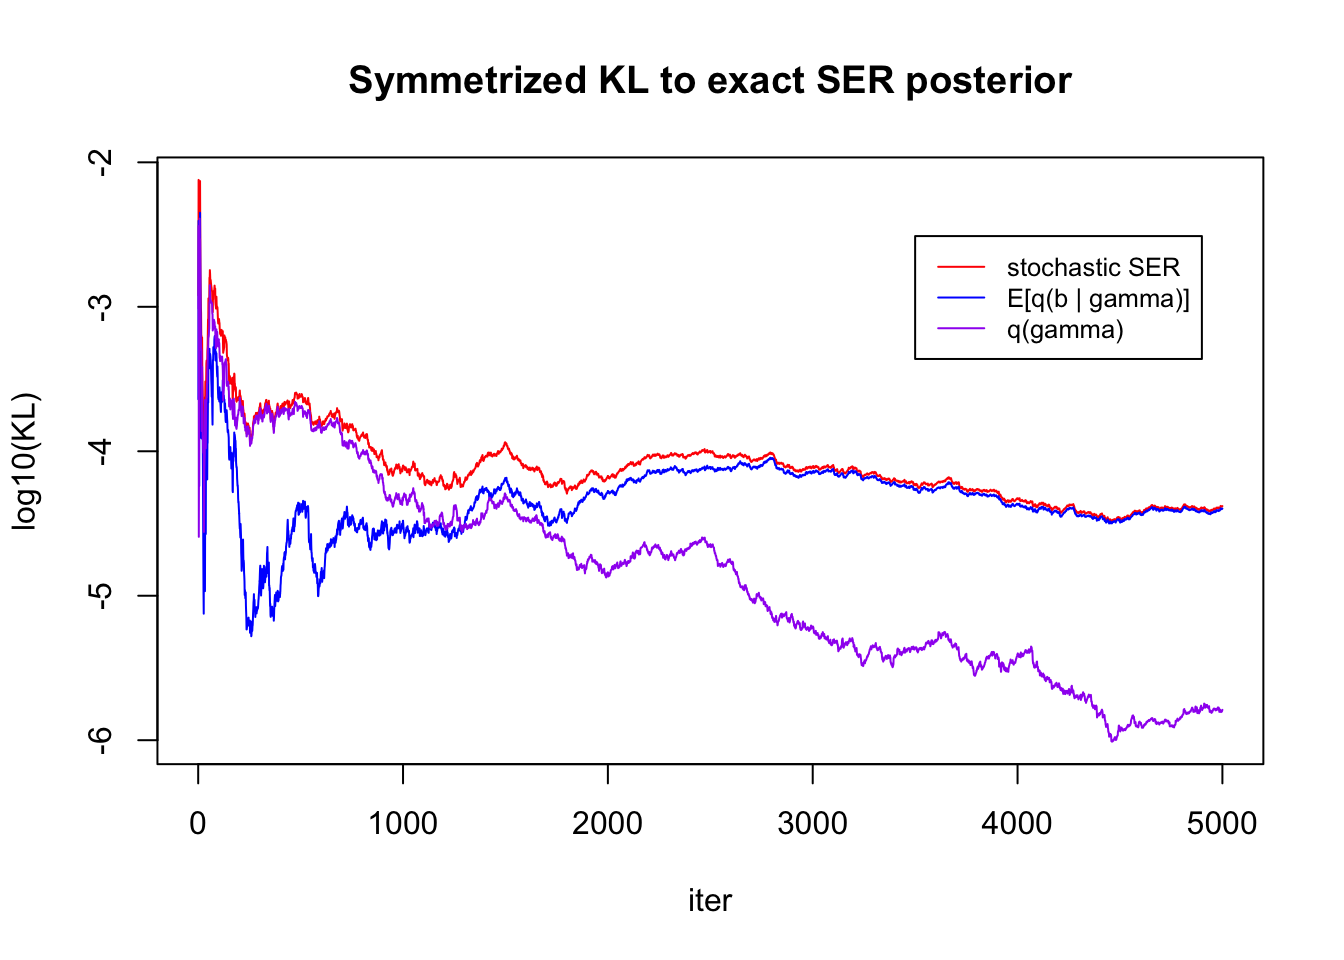 Symmetrized KL to exact SER posterior
log10(KL)
-2
-3
-4
-5
-6
stochastic SER
E[q(b | gamma)]
q(gamma)
0 1000 2000 3000 4000 5000
iter